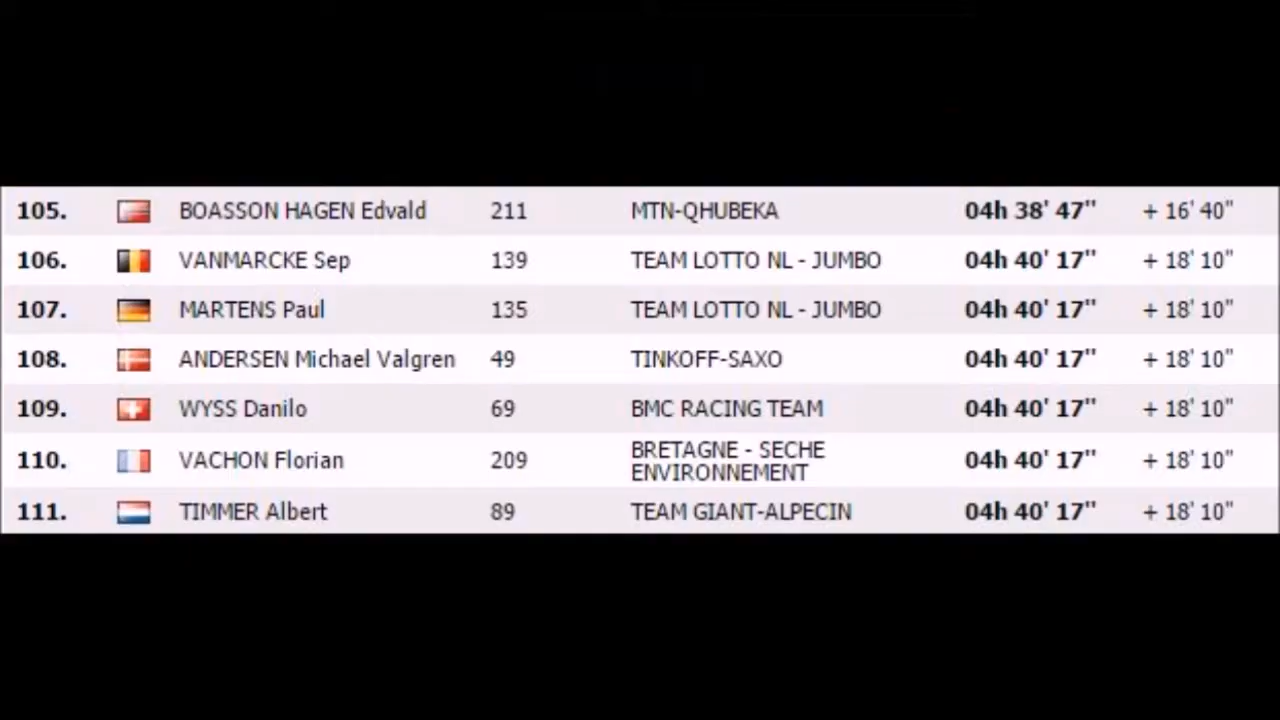 105. BOASSON HAGEN Edvald 211 MTN-QHUBEKA 04h 38' 47" + 16' 40"
106. VANMARCKE Sep 139 TEAM LOTTO NL - JUMBO 04h 40' 17" + 18' 10"
107. MARTENS Paul 135 TEAM LOTTO NL - JUMBO 04h 40' 17" + 18' 10"
108. ANDERSEN Michael Valgren 49 TINKOFF-SAXO 04h 40' 17" + 18' 10"
109. WYSS Danilo 69 BMC RACING TEAM 04h 40' 17" + 18' 10"
110. VACHON Florian 209 BRETAGNE - SECHE
ENVIRONNEMENT 04h 40' 17" + 18' 10"
111. TIMMER Albert 89 TEAM GIANT-ALPECIN 04h 40' 17" + 18' 10"